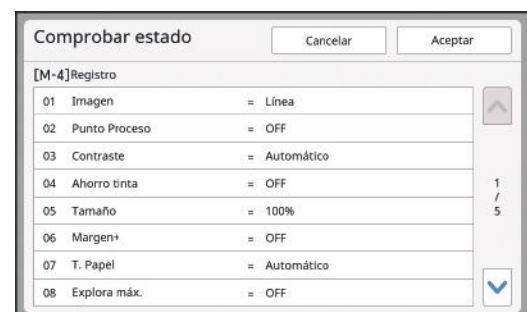 Comprobar estado Cancelar Aceptar
[M-4]Registro
01 Imagen = Línea
02 Punto Proceso = OFF
03 Contraste = Automático
04 Ahorro tinta = OFF
05 Tamaño = 100%
06 Margen+ = OFF
07 T. Papel = Automático
08 Explora máx. = OFF
1
/
5